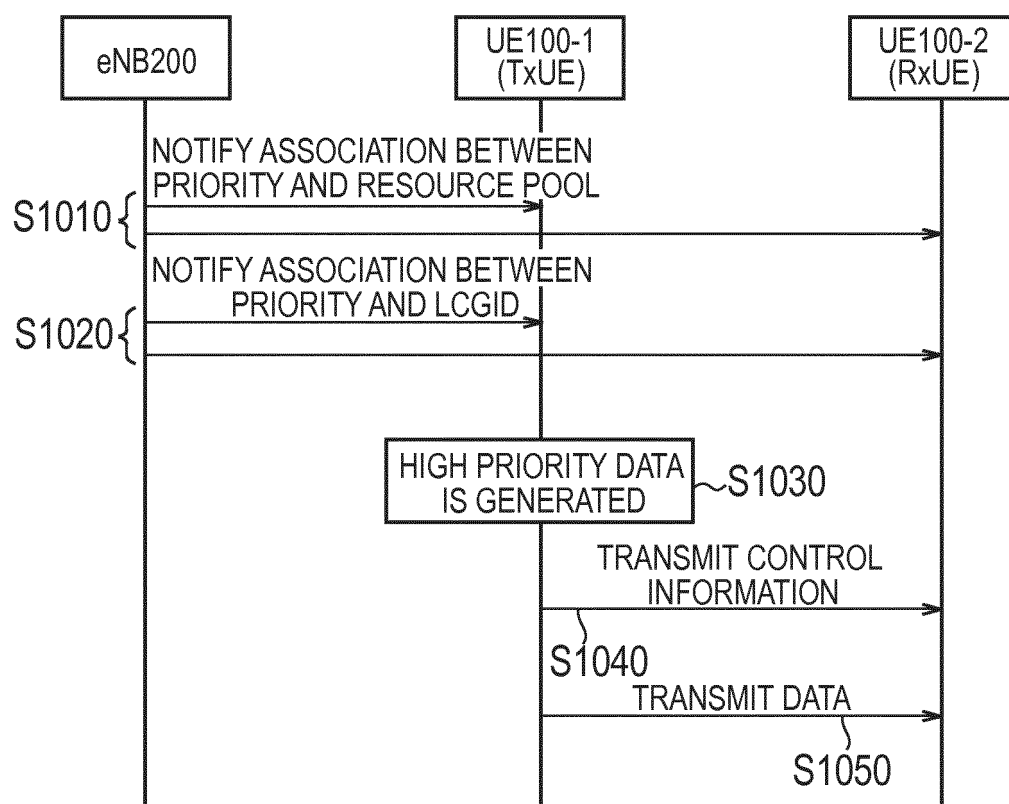 eNB200
UE100-1
(TxUE)
UE100-2
(RxUE)
NOTIFY ASSOCIATION BETWEEN
PRIORITY AND RESOURCE POOL
S1010
NOTIFY ASSOCIATION BETWEEN
PRIORITY AND LCGID
S1020
HIGH PRIORITY DATA
IS GENERATED
S1030
TRANSMIT CONTROL
INFORMATION
S1040
TRANSMIT DATA
S1050